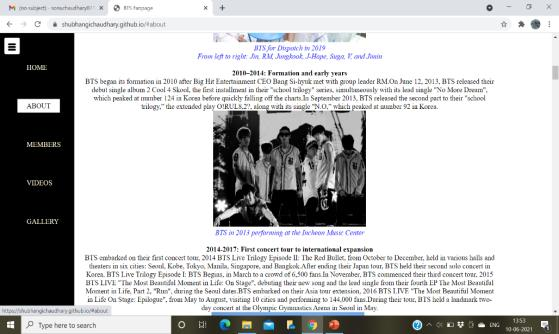 (no subject) - sonuchaudhary811
BTS Fanpage
shubhangichaudhary.github.io/#about
HOME
ABOUT
MEMBERS
VIDEOS
GALLERY
BTS for Dispatch in 2019
From left to right: Jin, RM, Jungkook, J-Hope, Suga, V, and Jimin
2010–2014: Formation and early years
BTS began its formation in 2010 after Big Hit Entertainment CEO Bang Si-hyuk met with group leader RM.On June 12, 2013, BTS released their
debut single album 2 Cool 4 Skool, the first installment in their "school trilogy" series, simultaneously with its lead single "No More Dream",
which peaked at number 124 in Korea before quickly falling off the charts.In September 2013, BTS released the second part to their "school
trilogy," the extended play O!RUL8,2?, along with its single "N.O," which peaked at number 92 in Korea.
BTS in 2013 performing at the Incheon Music Center
2014-2017: First concert tour to international expansion
BTS embarked on their first concert tour, 2014 BTS Live Trilogy Episode II: The Red Bullet, from October to December, held in various halls and
theaters in six cities: Seoul, Kobe, Tokyo, Manila, Singapore, and Bangkok.After ending their Japan tour, BTS held their second solo concert in
Korea, BTS Live Trilogy Episode I: BTS Begins, in March to a crowd of 6,500 fans.In November, BTS commenced their third concert tour, 2015
BTS LIVE "The Most Beautiful Moment in Life: On Stage", debuting their new song and the lead single from their fourth EP The Most Beautiful
Moment in Life, Part 2, "Run", during the Seoul dates.BTS embarked on their Asia tour extension, 2016 BTS LIVE "The Most Beautiful Moment
in Life On Stage: Epilogue", from May to August, visiting 10 cities and performing to 144,000 fans.During their tour, BTS held a landmark two-
day concert at the Olympic Gymnastics Arena in Seoul in May.
https://shubhangichaudhary.github.io/#about
Type here to search
ENG
13:53
10-06-2021